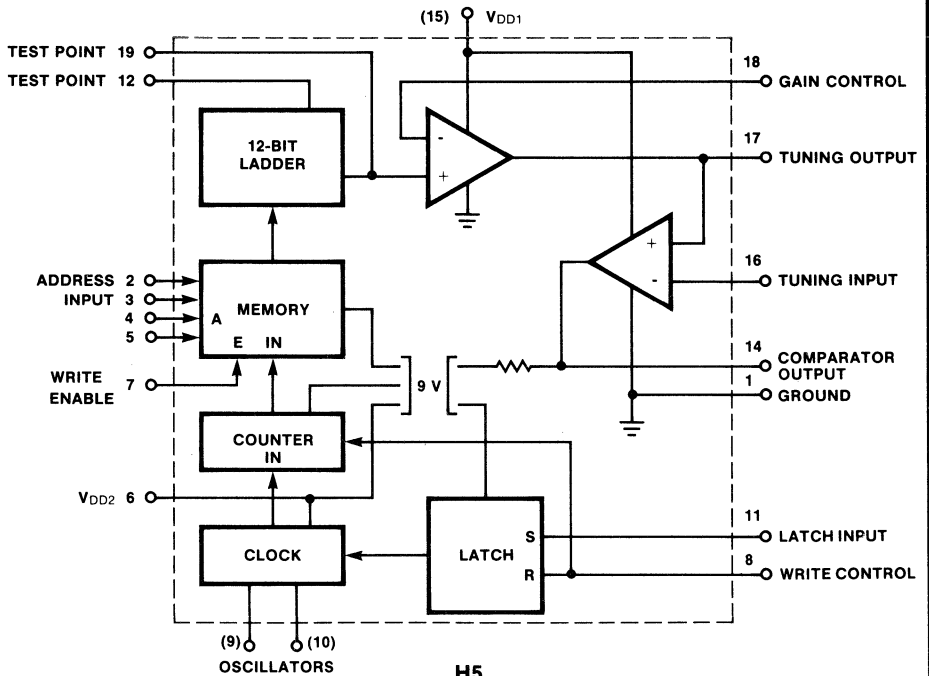 (15) VDD1
TEST POINT 19
TEST POINT 12
18
GAIN CONTROL
12-BIT
LADDER
-
+
17
TUNING OUTPUT
+
-
16
TUNING INPUT
ADDRESS 2
INPUT 3
4
5
MEMORY
A
E IN
WRITE
ENABLE
7
9 V
14
COMPARATOR
OUTPUT
1
GROUND
COUNTER
IN
VDD2 6
CLOCK
LATCH
S
R
11
LATCH INPUT
8
WRITE CONTROL
(9) (10)
OSCILLATORS
H5